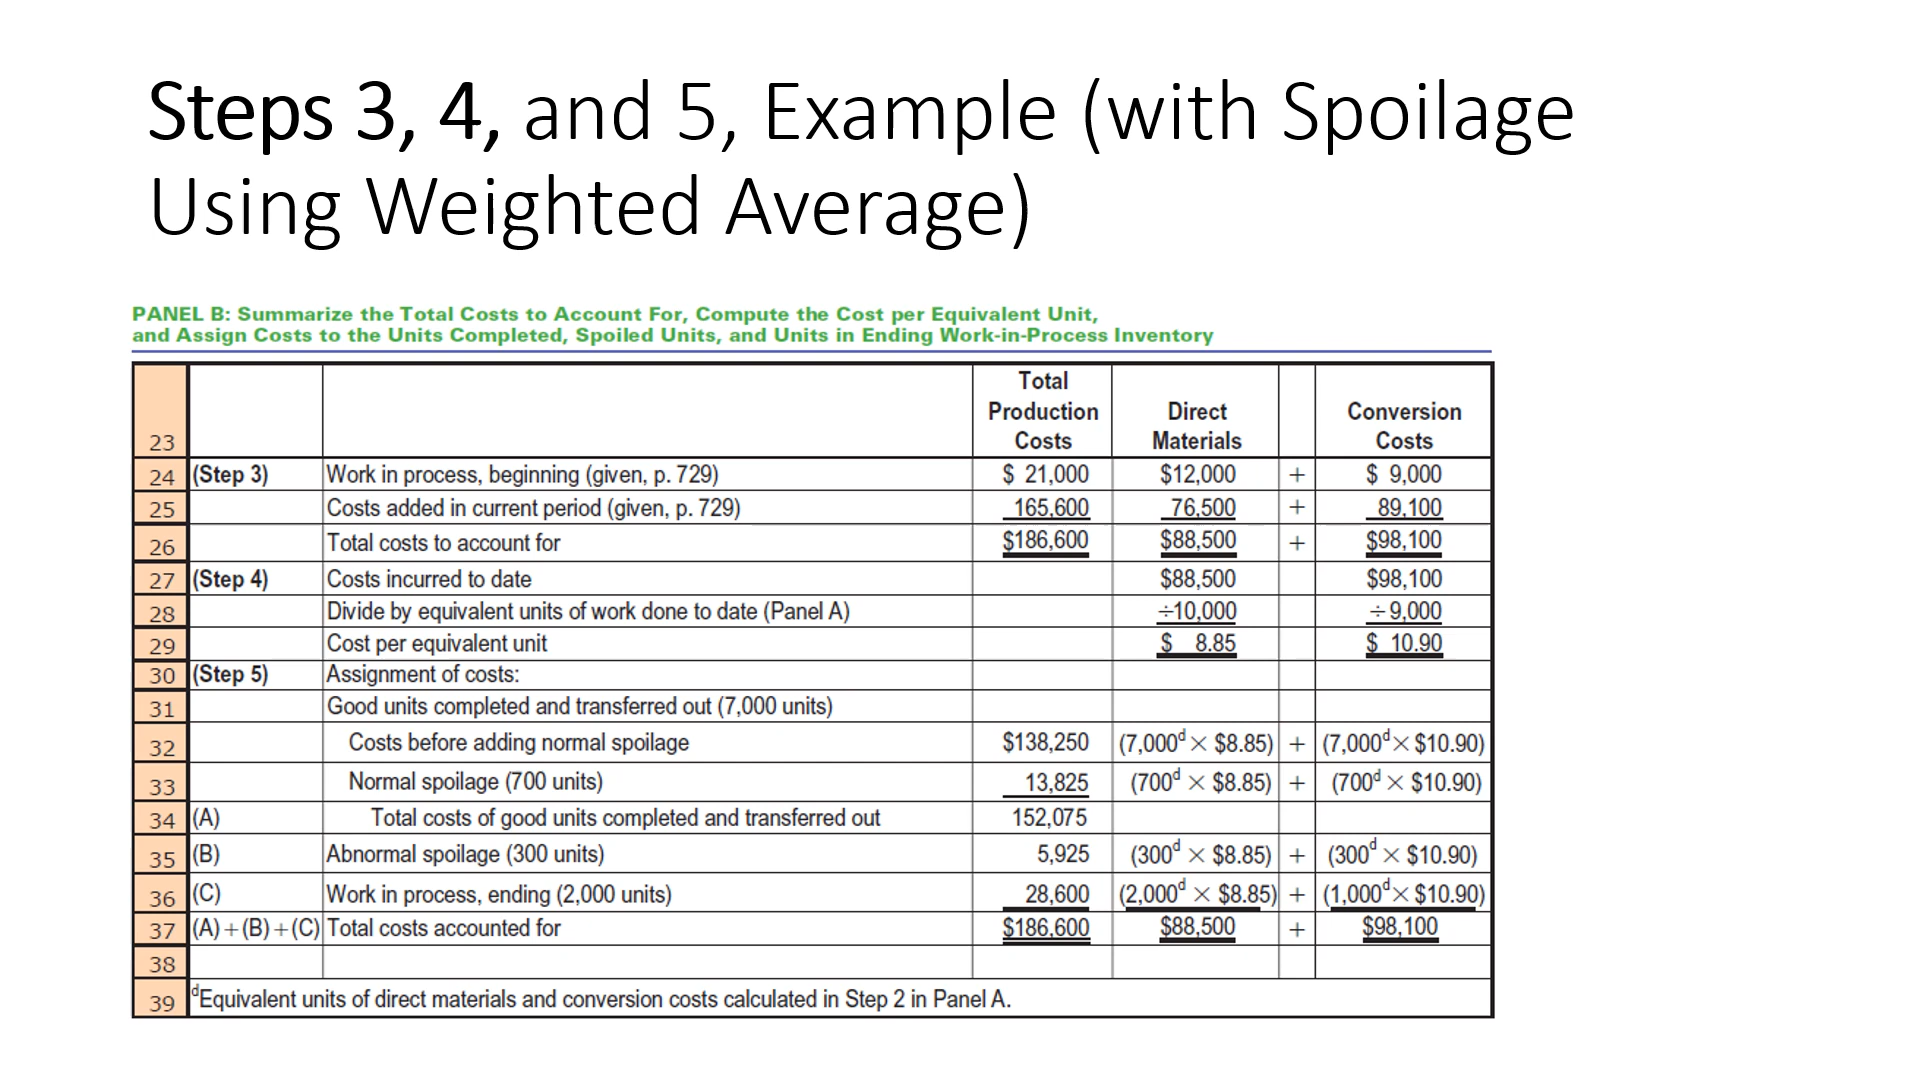 Steps 3, 4, and 5, Example (with Spoilage
Using Weighted Average)
PANEL B: Summarize the Total Costs to Account For, Compute the Cost per Equivalent Unit,
and Assign Costs to the Units Completed, Spoiled Units, and Units in Ending Work-in-Process Inventory
23 Total Production Costs Direct Materials Conversion Costs
24 (Step 3) Work in process, beginning (given, p. 729) $ 21,000 $12,000 + $ 9,000
25 Costs added in current period (given, p. 729) 165,600 76,500 + 89,100
26 Total costs to account for $186,600 $88,500 + $98,100
27 (Step 4) Costs incurred to date $88,500 $98,100
28 Divide by equivalent units of work done to date (Panel A) ÷10,000 ÷ 9,000
29 Cost per equivalent unit $ 8.85 $ 10.90
30 (Step 5) Assignment of costs:
31 Good units completed and transferred out (7,000 units)
32 Costs before adding normal spoilage $138,250 (7,000ᵈ × $8.85) + (7,000ᵈ × $10.90)
33 Normal spoilage (700 units) 13,825 (700ᵈ × $8.85) + (700ᵈ × $10.90)
34 (A) Total costs of good units completed and transferred out 152,075
35 (B) Abnormal spoilage (300 units) 5,925 (300ᵈ × $8.85) + (300ᵈ × $10.90)
36 (C) Work in process, ending (2,000 units) 28,600 (2,000ᵈ × $8.85) + (1,000ᵈ × $10.90)
37 (A)+(B)+(C) Total costs accounted for $186,600 $88,500 + $98,100
38
39 ᵈEquivalent units of direct materials and conversion costs calculated in Step 2 in Panel A.